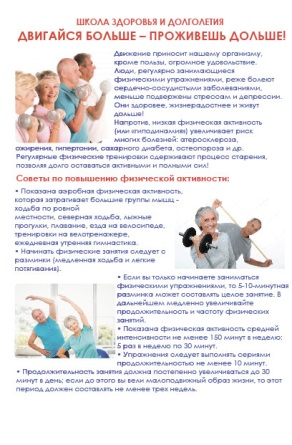 ШКОЛА ЗДОРОВЬЯ И ДОЛГОЛЕТИЯ
ДВИГАЙСЯ БОЛЬШЕ – ПРОЖИВЕШЬ ДОЛЬШЕ!
Движение приносит нашему организму,
кроме пользы, огромное удовольствие.
Люди, регулярно занимающиеся
физическими упражнениями, реже болеют
сердечно-сосудистыми заболеваниями,
меньше подвержены стрессам и депрессии.
Они здоровее, жизнерадостнее и живут
дольше!
Напротив, низкая физическая активность
(или «гиподинамия») увеличивает риск
многих болезней: атеросклероза,
ожирения, гипертонии, сахарного диабета, остеопороза и др.
Регулярные физические тренировки сдерживают процесс старения,
позволяя долго оставаться активными и полными сил!
Советы по повышению физической активности:
• Показана аэробная физическая активность,
которая затрагивает большие группы мышц -
ходьба по ровной
местности, северная ходьба, лыжные
прогулки, плавание, езда на велосипеде,
тренировки на велотренажере,
ежедневная утренняя гимнастика.
• Начинать физические занятия следует с
разминки (медленная ходьба и легкие
потягивания).
• Если вы только начинаете заниматься
физическими упражнениями, то 5-10-минутная
разминка может составлять целое занятие. В
дальнейшем медленно увеличивайте
продолжительность и частоту физических
занятий.
• Показана физическая активность средней
интенсивности не менее 150 минут в неделю:
5 раз в неделю по 30 минут.
• Упражнения следует выполнять сериями
продолжительностью не менее 10 минут.
• Продолжительность занятия должна постепенно увеличиваться до 30
минут в день; если до этого вы вели малоподвижный образ жизни, то этот
период должен составлять не менее трех недель.